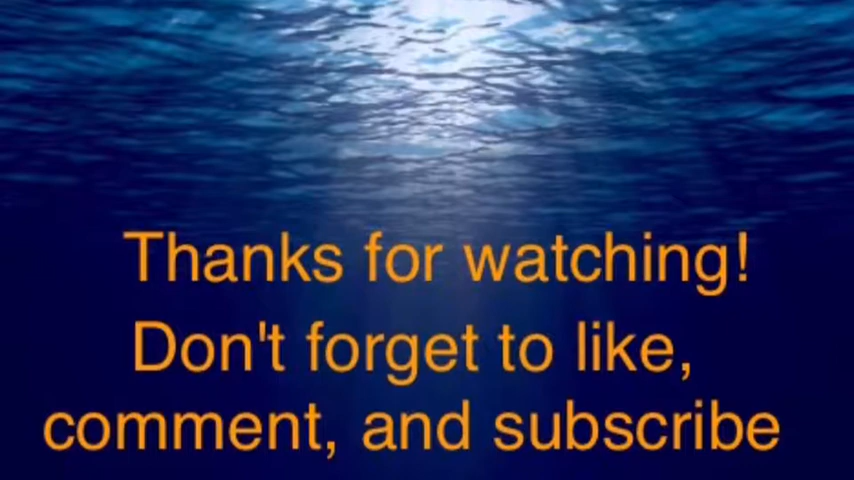 Thanks for watching!
Don't forget to like,
comment, and subscribe